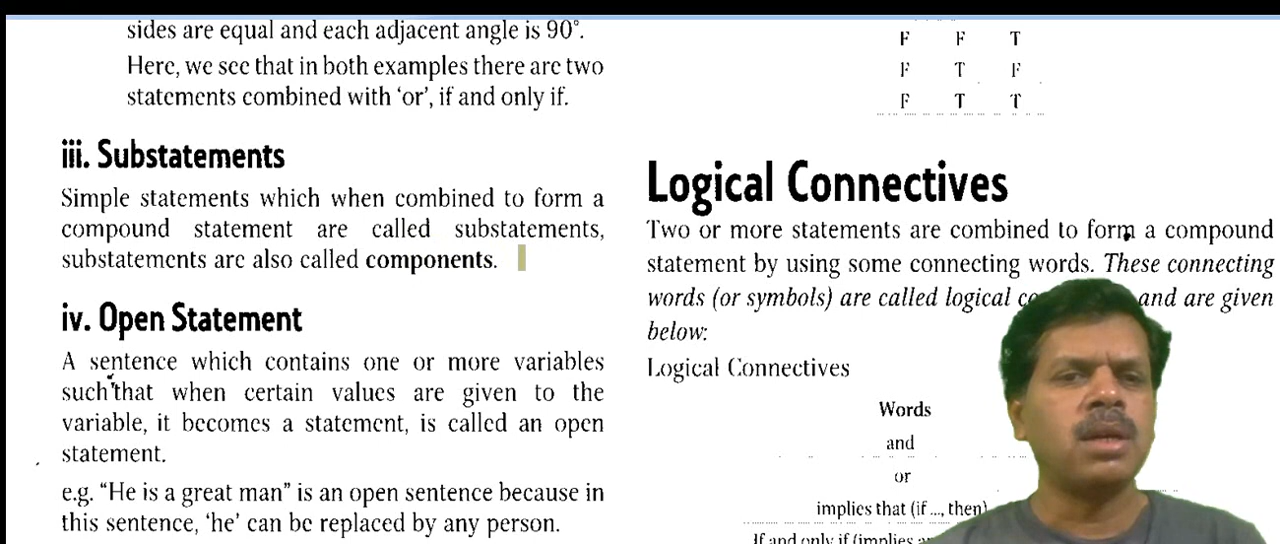 sides are equal and each adjacent angle is 90°.
Here, we see that in both examples there are two
statements combined with ‘or’, if and only if.
iii. Substatements
Simple statements which when combined to form a
compound statement are called substatements,
substatements are also called components.
iv. Open Statement
A sentence which contains one or more variables
such that when certain values are given to the
variable, it becomes a statement, is called an open
statement.
e.g. “He is a great man” is an open sentence because in
this sentence, ‘he’ can be replaced by any person.
F F T
F T F
F T T
Logical Connectives
Two or more statements are combined to form a compound
statement by using some connecting words. These connecting
words (or symbols) are called logical and are given
below:
Logical Connectives
Words
and
or
implies that (if ..., then)
If and only if (implies